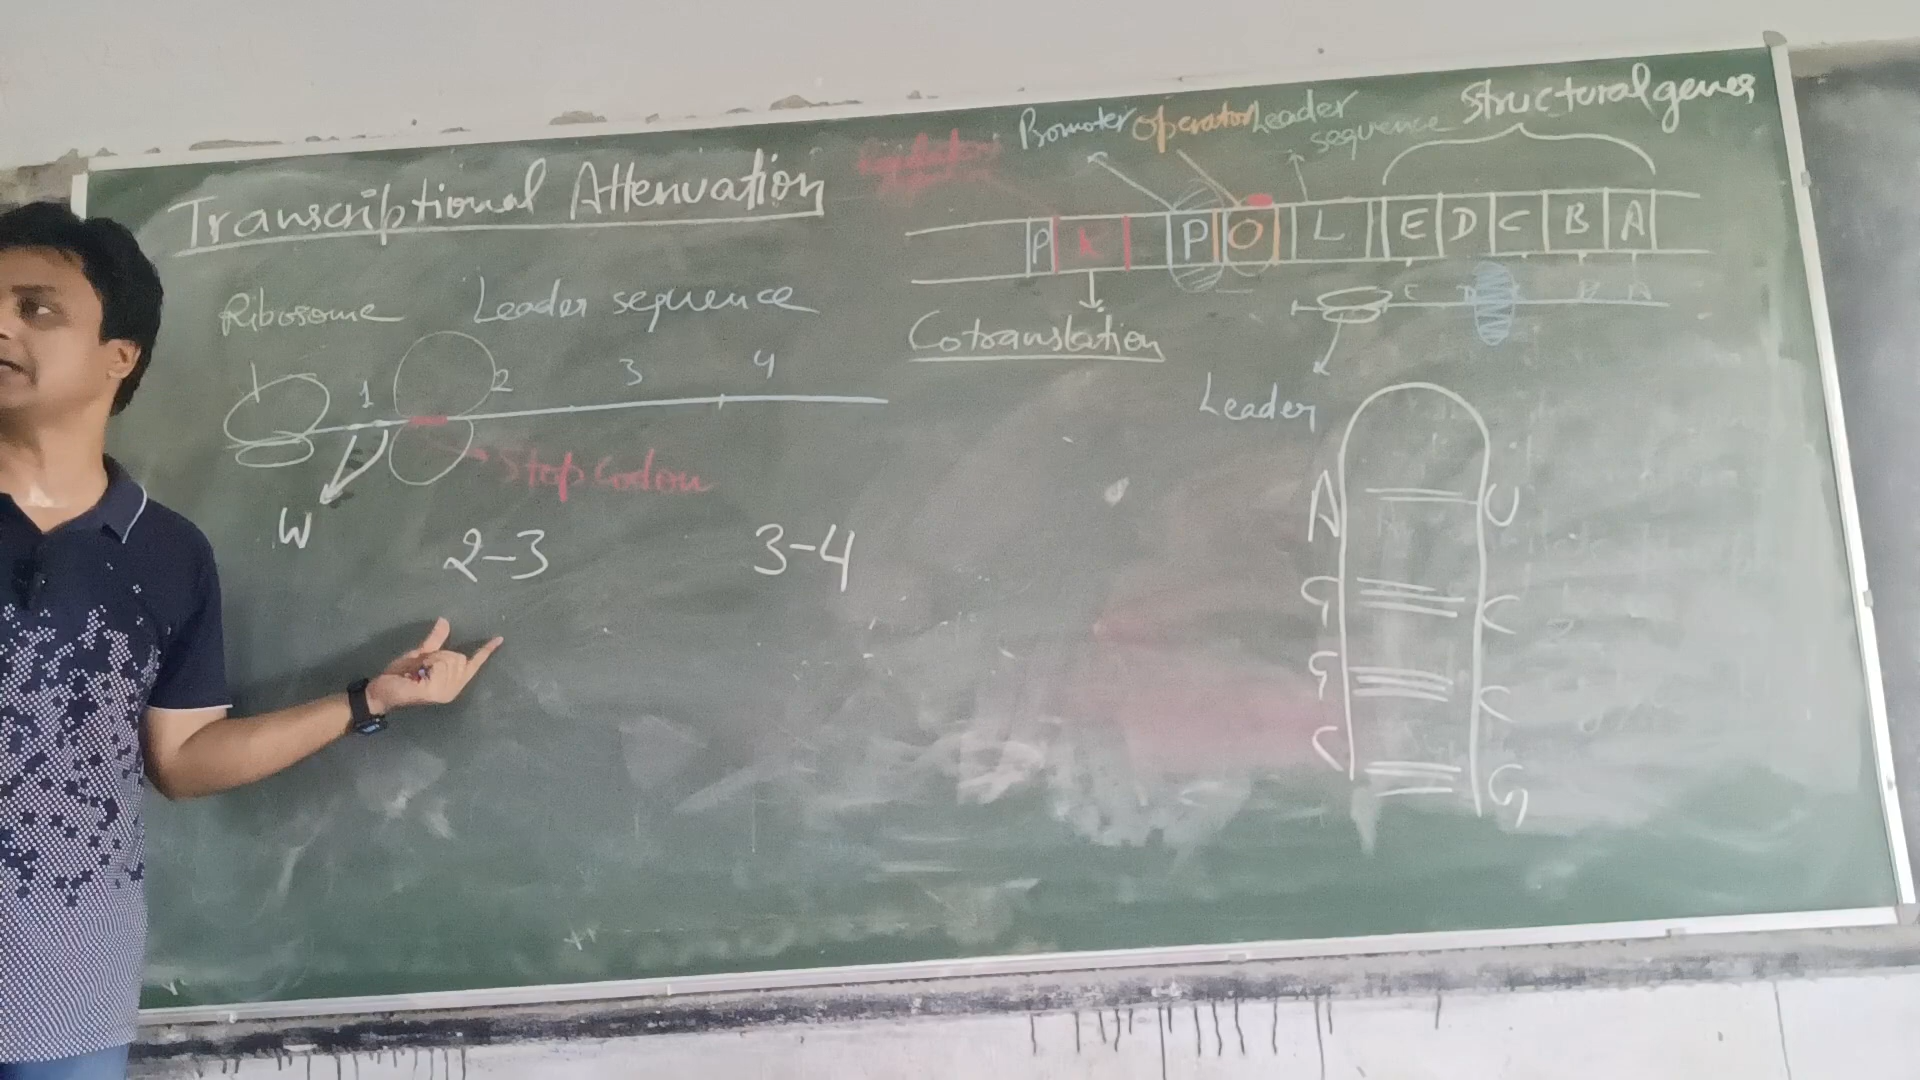 Transcriptional Attenuation
Ribosome Leader sequence
1 2 3 4
Stop codon
W
2-3 3-4
Regulator Promoter Operator Leader sequence Structural genes
P R P O L E D C B A
Cotranslation
E D B A
Leader
A U
G C
G C
C G